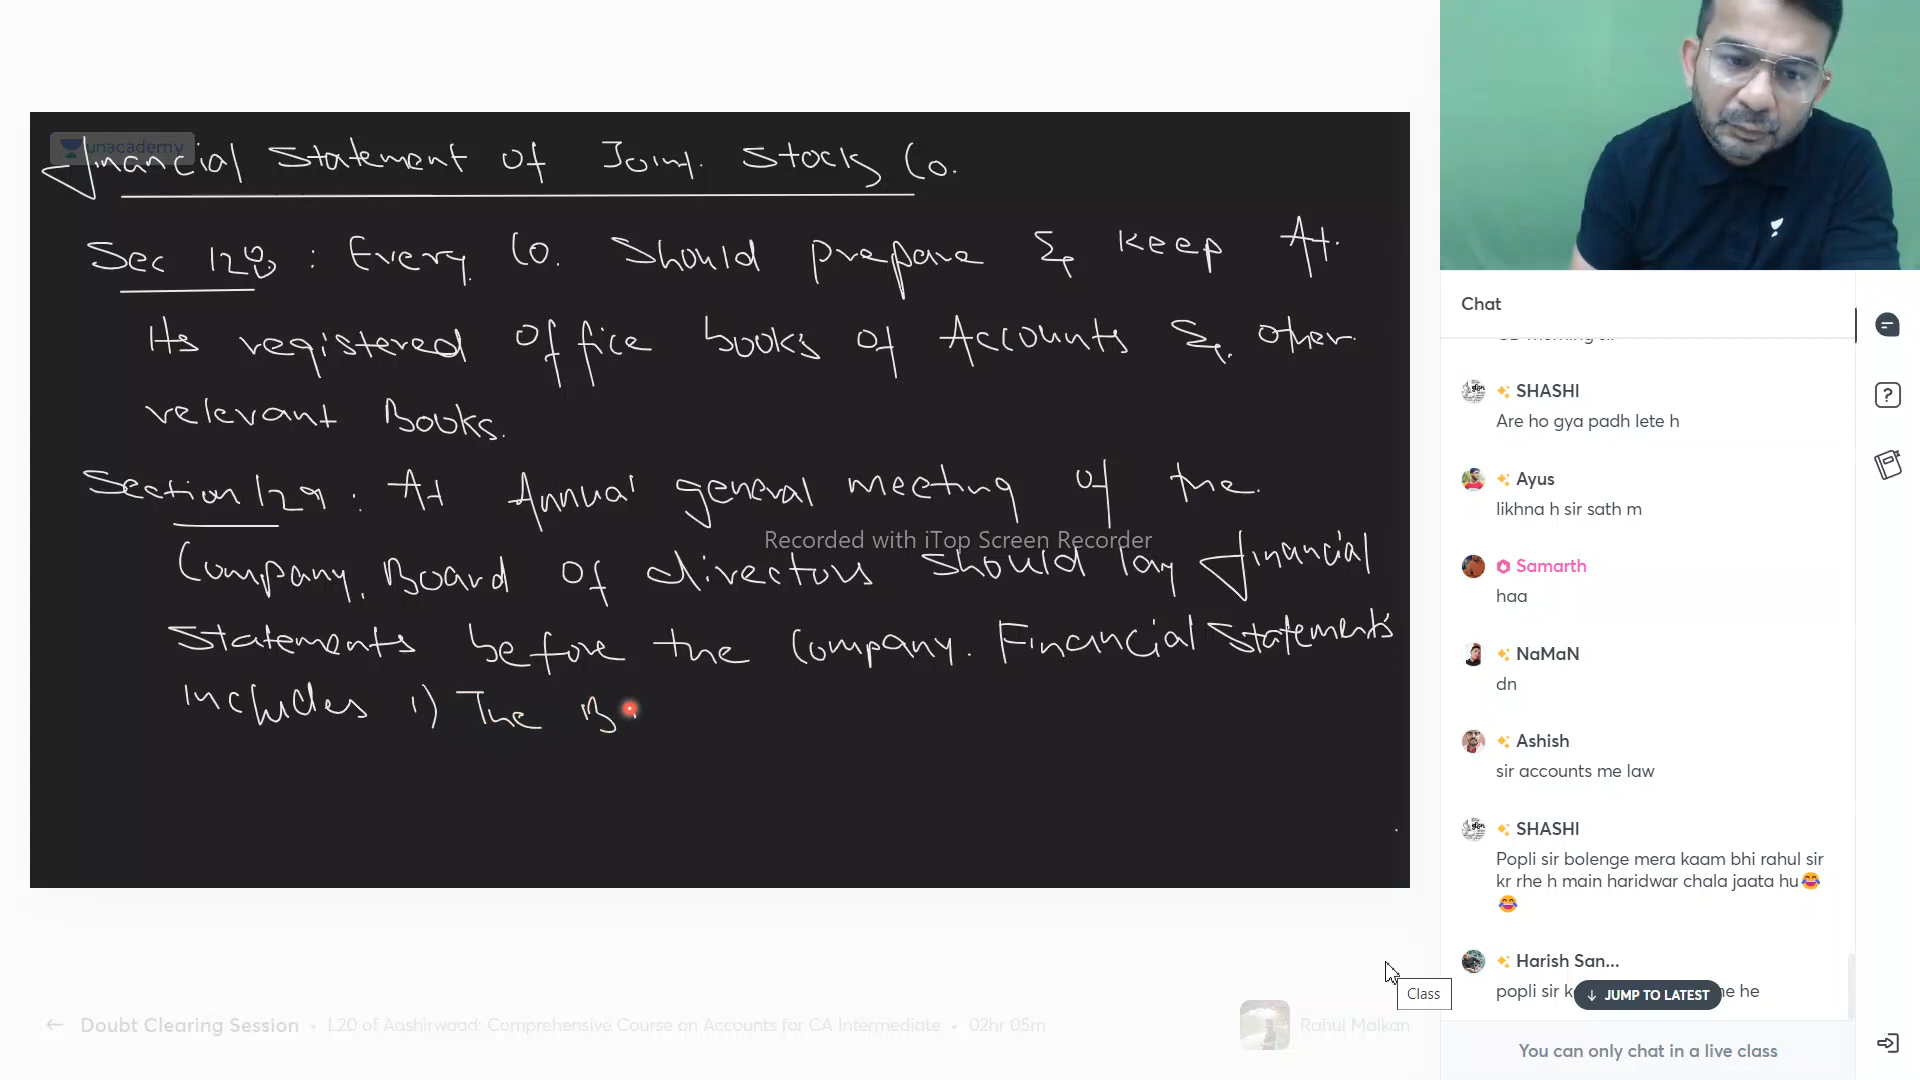 unacademy
Financial Statement of Joint Stock Co.
Sec 128 : Every Co. Should prepare & keep At
Its registered Office books of Accounts & other
relevant Books.
Section 129 : At Annual general meeting of the
Company, Board of directors should lay financial
Statements before the Company. Financial Statements
includes 1) The B
Recorded with iTop Screen Recorder
Class
← Doubt Clearing Session • L20 of Aashirwaad: Comprehensive Course on Accounts for CA Intermediate • 02hr 05m
Rahul Malkan
Chat
SHASHI
Are ho gya padh lete h
Ayus
likhna h sir sath m
Samarth
haa
NaMaN
dn
Ashish
sir accounts me law
SHASHI
Popli sir bolenge mera kaam bhi rahul sir
kr rhe h main haridwar chala jaata hu😂
😂
Harish San...
popli sir he
↓ JUMP TO LATEST
You can only chat in a live class